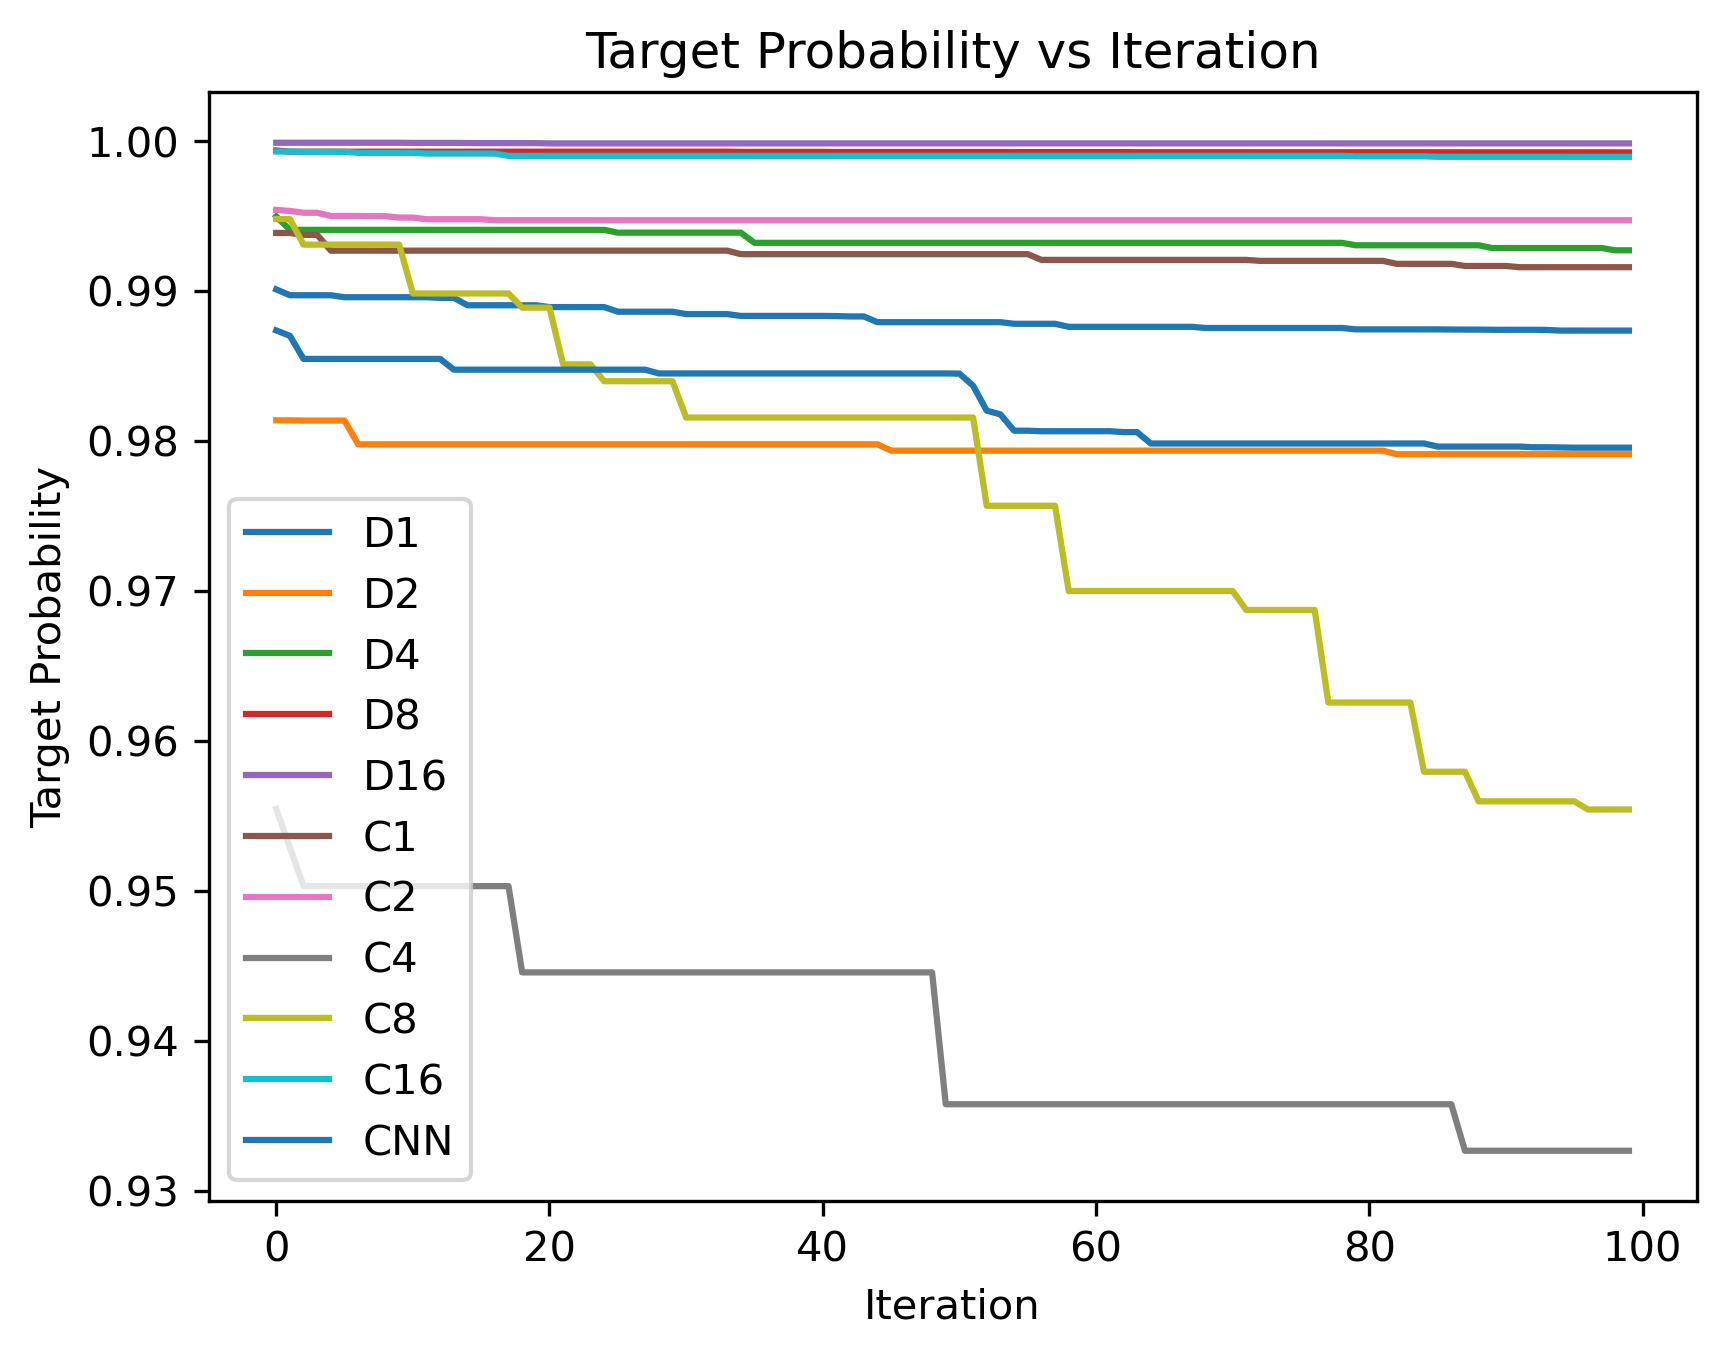 Target Probability vs Iteration
Target Probability
1.00
0.99
0.98
0.97
0.96
0.95
0.94
0.93
D1
D2
D4
D8
D16
C1
C2
C4
C8
C16
CNN
0
20
40
60
80
100
Iteration